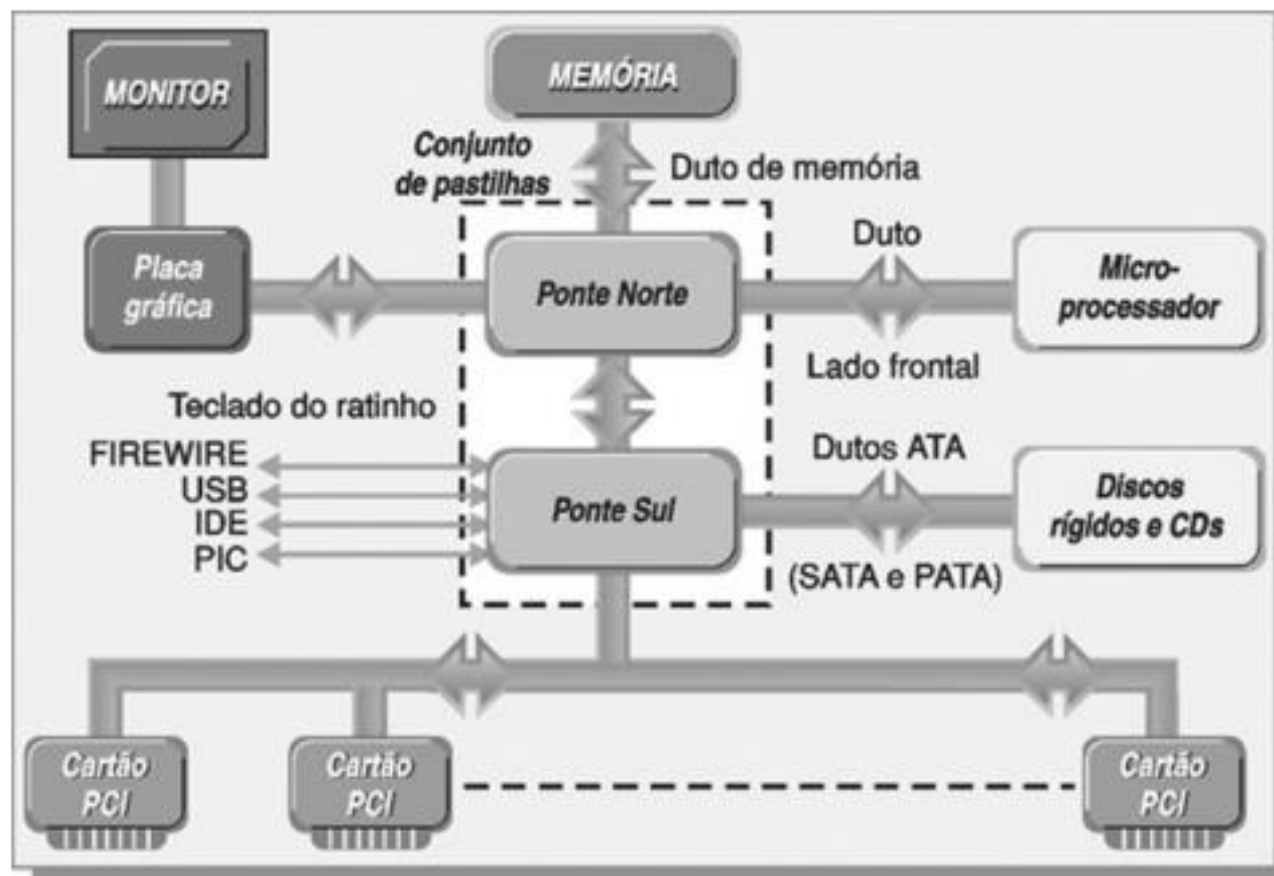 MONITOR
MEMÓRIA
Conjunto
de pastilhas
Duto de memória
Placa
gráfica
Ponte Norte
Duto
Lado frontal
Micro-
processador
Teclado do ratinho
FIREWIRE
USB
IDE
PIC
Ponte Sul
Dutos ATA
(SATA e PATA)
Discos
rígidos e CDs
Cartão
PCI
Cartão
PCI
Cartão
PCI